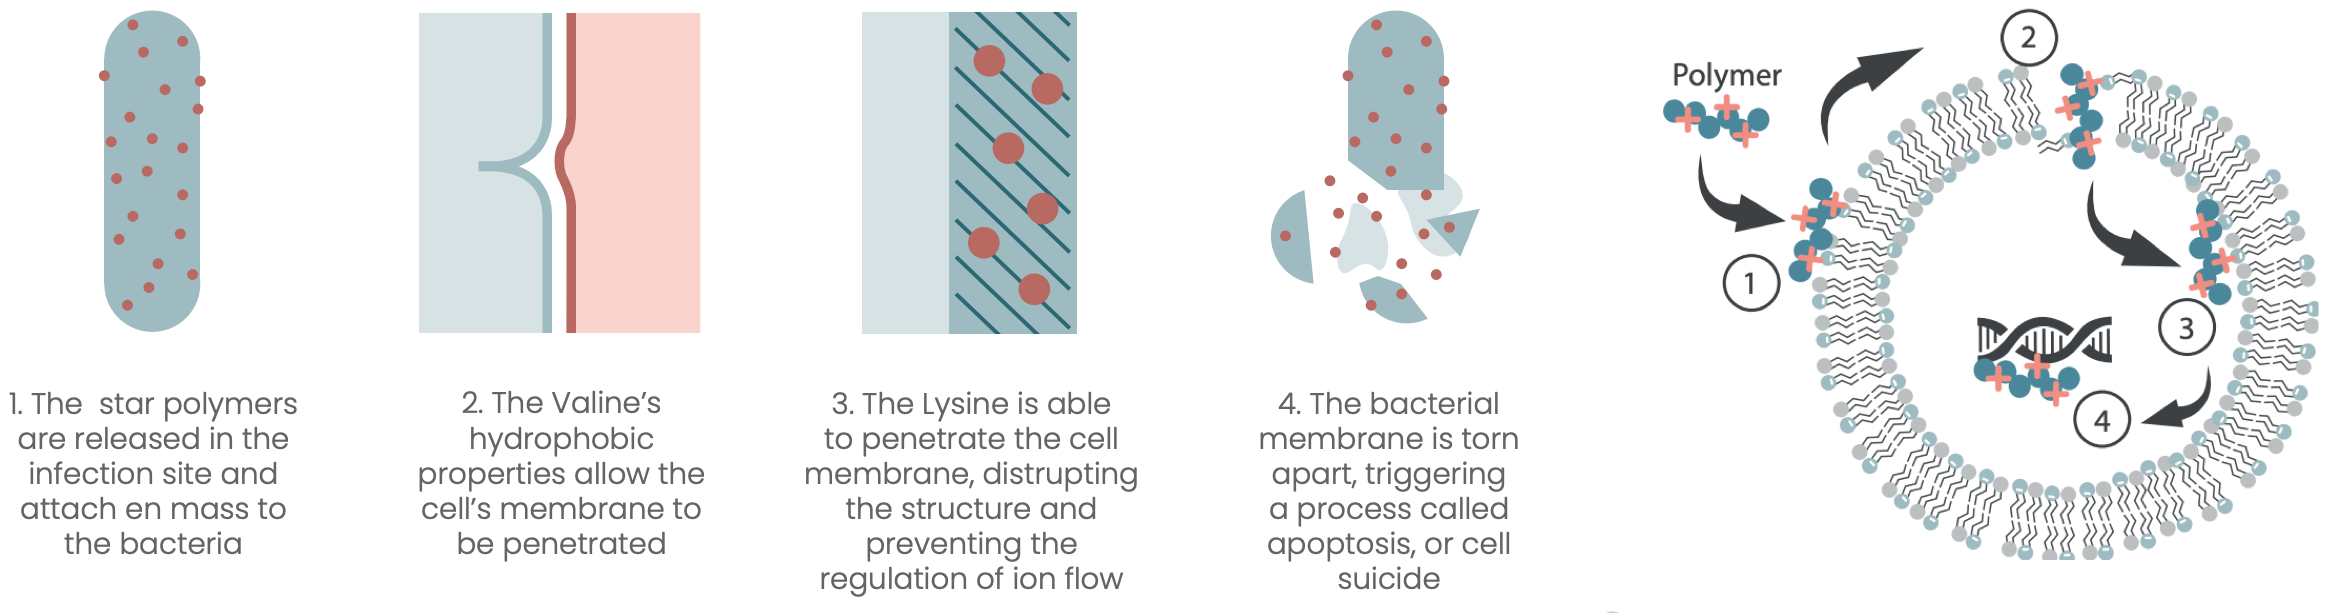 1. The star polymers
are released in the
infection site and
attach en mass to
the bacteria
2. The Valine's
hydrophobic
properties allow the
cell's membrane to
be penetrated
3. The Lysine is able
to penetrate the cell
membrane, distrupting
the structure and
preventing the
regulation of ion flow
4. The bacterial
membrane is torn
apart, triggering
a process called
apoptosis, or cell
suicide
Polymer
1
2
3
4